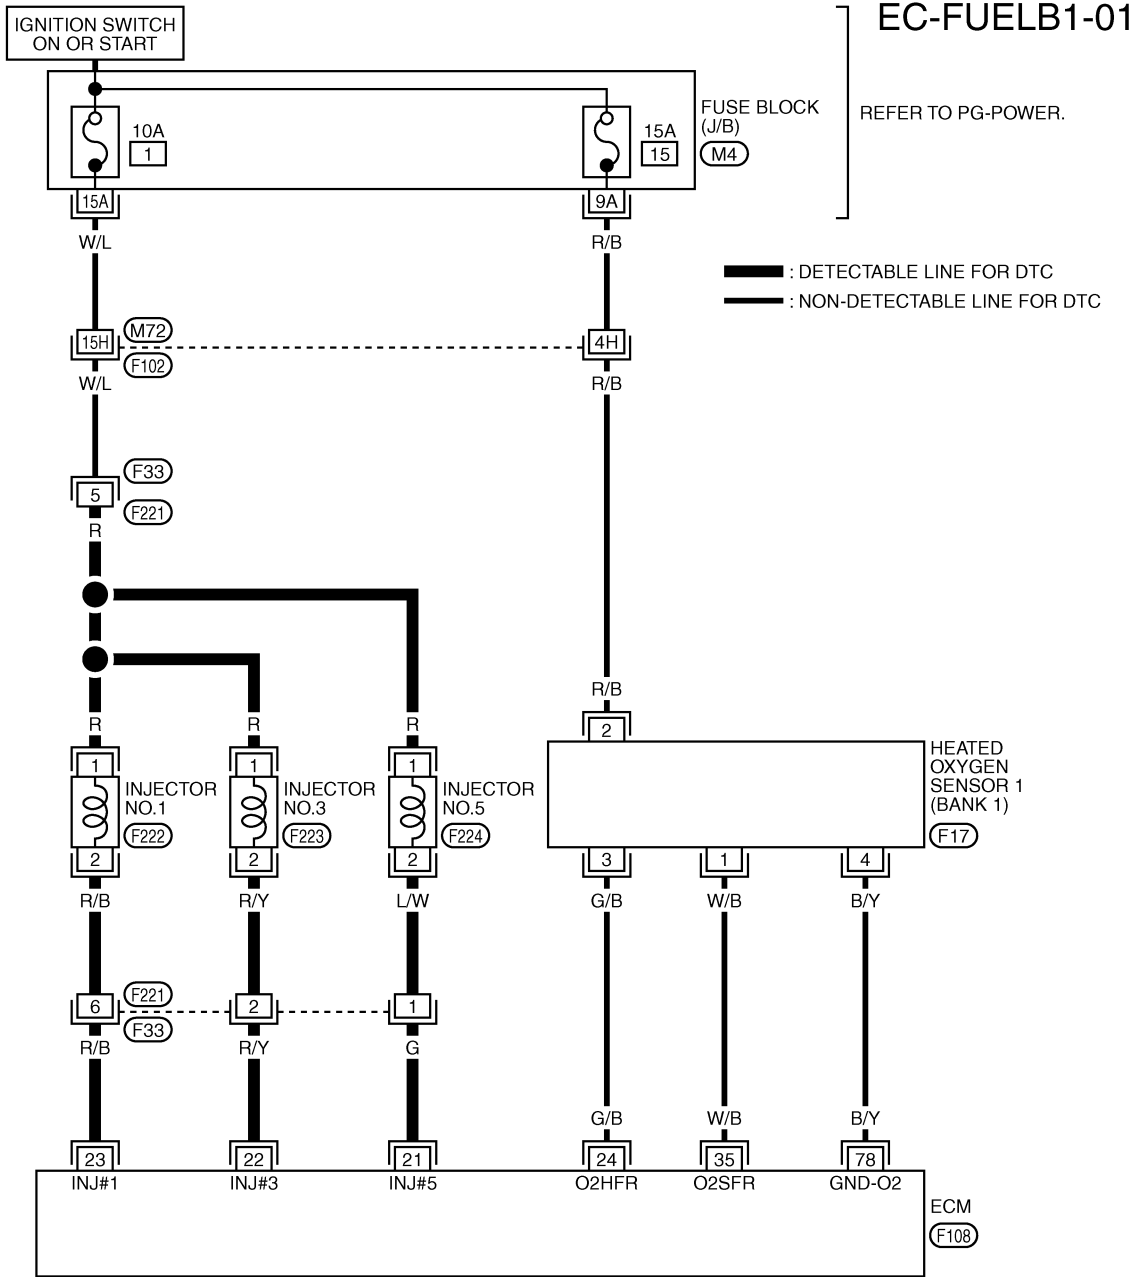 EC-FUELB1-01
IGNITION SWITCH
ON OR START
FUSE BLOCK
(J/B)
M4
REFER TO PG-POWER.
10A
1
15A
15
15A
9A
W/L
R/B
: DETECTABLE LINE FOR DTC
: NON-DETECTABLE LINE FOR DTC
M72
15H
4H
F102
W/L
R/B
F33
5
F221
R
R/B
2
R
R
R
1
1
1
INJECTOR
NO.1
F222
INJECTOR
NO.3
F223
INJECTOR
NO.5
F224
HEATED
OXYGEN
SENSOR 1
(BANK 1)
F17
2
2
2
3
1
4
R/B
R/Y
L/W
G/B
W/B
B/Y
F221
6
2
1
F33
R/B
R/Y
G
G/B
W/B
B/Y
23
22
21
24
35
78
INJ#1
INJ#3
INJ#5
O2HFR
O2SFR
GND-O2
ECM
F108